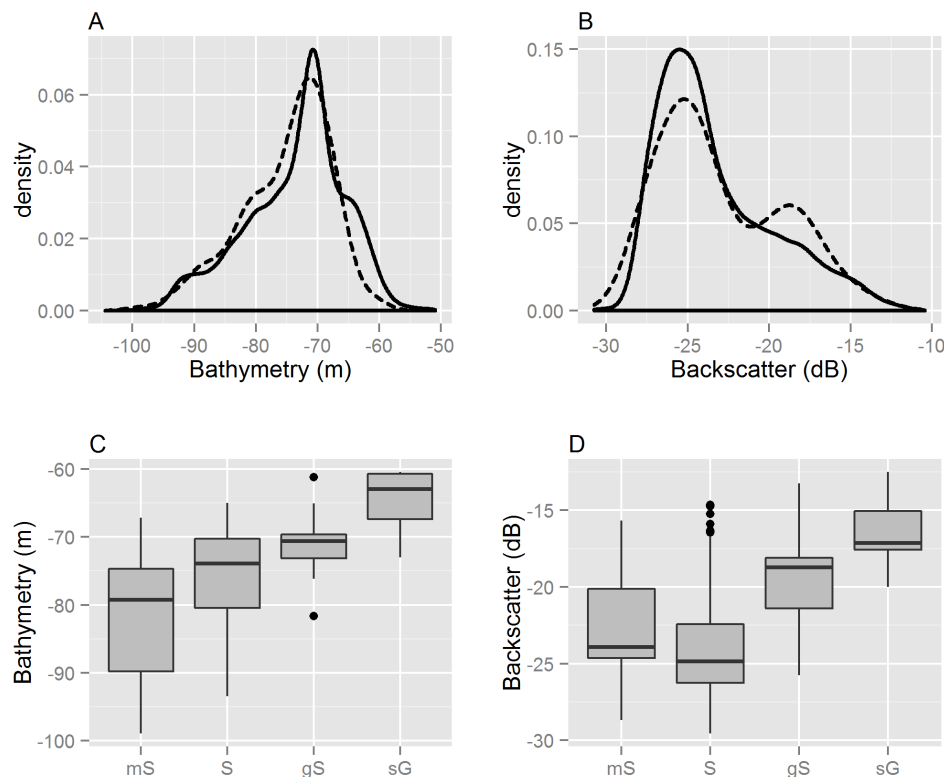 A
density
0.06
0.04
0.02
0.00
-100
-90
-80
-70
-60
-50
Bathymetry (m)
B
density
0.15
0.10
0.05
0.00
-30
-25
-20
-15
-10
Backscatter (dB)
C
Bathymetry (m)
-60
-70
-80
-90
-100
mS
S
gS
sG
D
Backscatter (dB)
-15
-20
-25
-30
mS
S
gS
sG